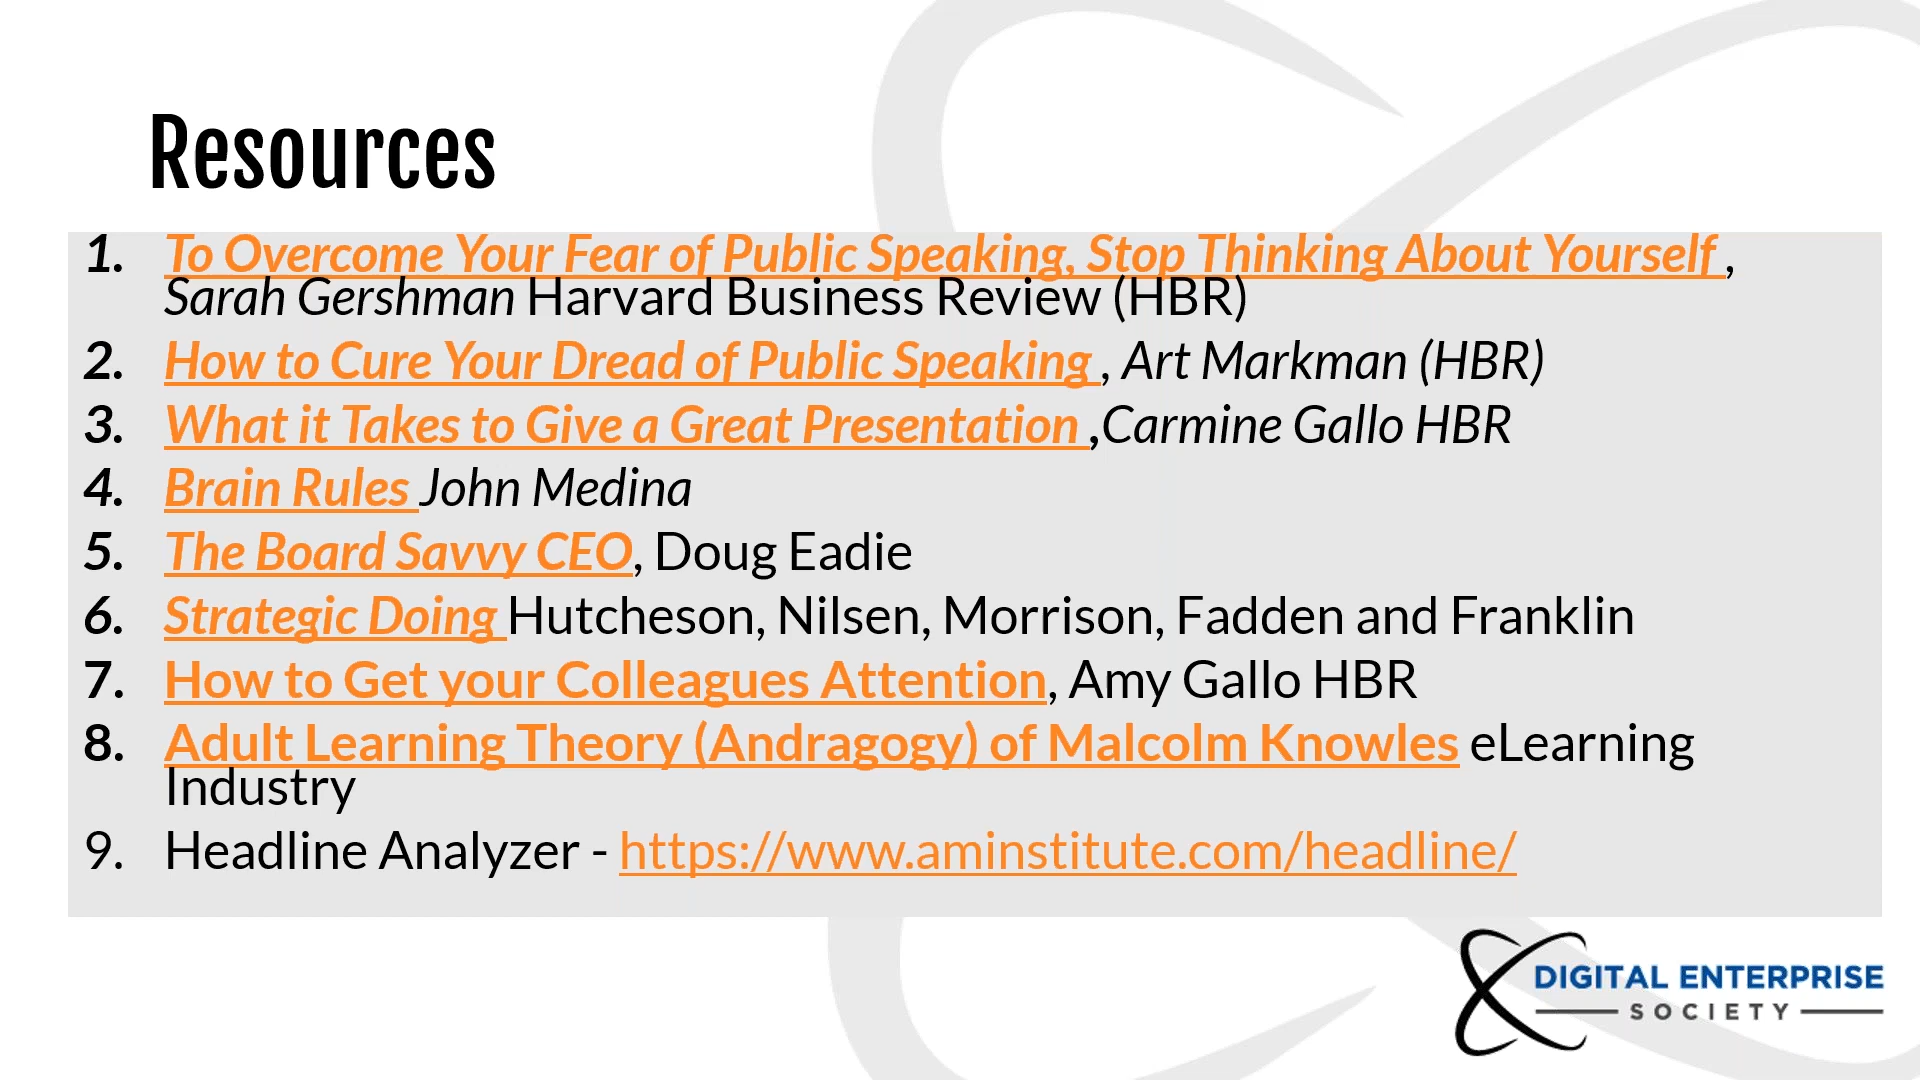 Resources
1. To Overcome Your Fear of Public Speaking, Stop Thinking About Yourself ,
Sarah Gershman Harvard Business Review (HBR)
2. How to Cure Your Dread of Public Speaking , Art Markman (HBR)
3. What it Takes to Give a Great Presentation ,Carmine Gallo HBR
4. Brain Rules John Medina
5. The Board Savvy CEO, Doug Eadie
6. Strategic Doing Hutcheson, Nilsen, Morrison, Fadden and Franklin
7. How to Get your Colleagues Attention, Amy Gallo HBR
8. Adult Learning Theory (Andragogy) of Malcolm Knowles eLearning
Industry
9. Headline Analyzer - https://www.aminstitute.com/headline/
DIGITAL ENTERPRISE
SOCIETY